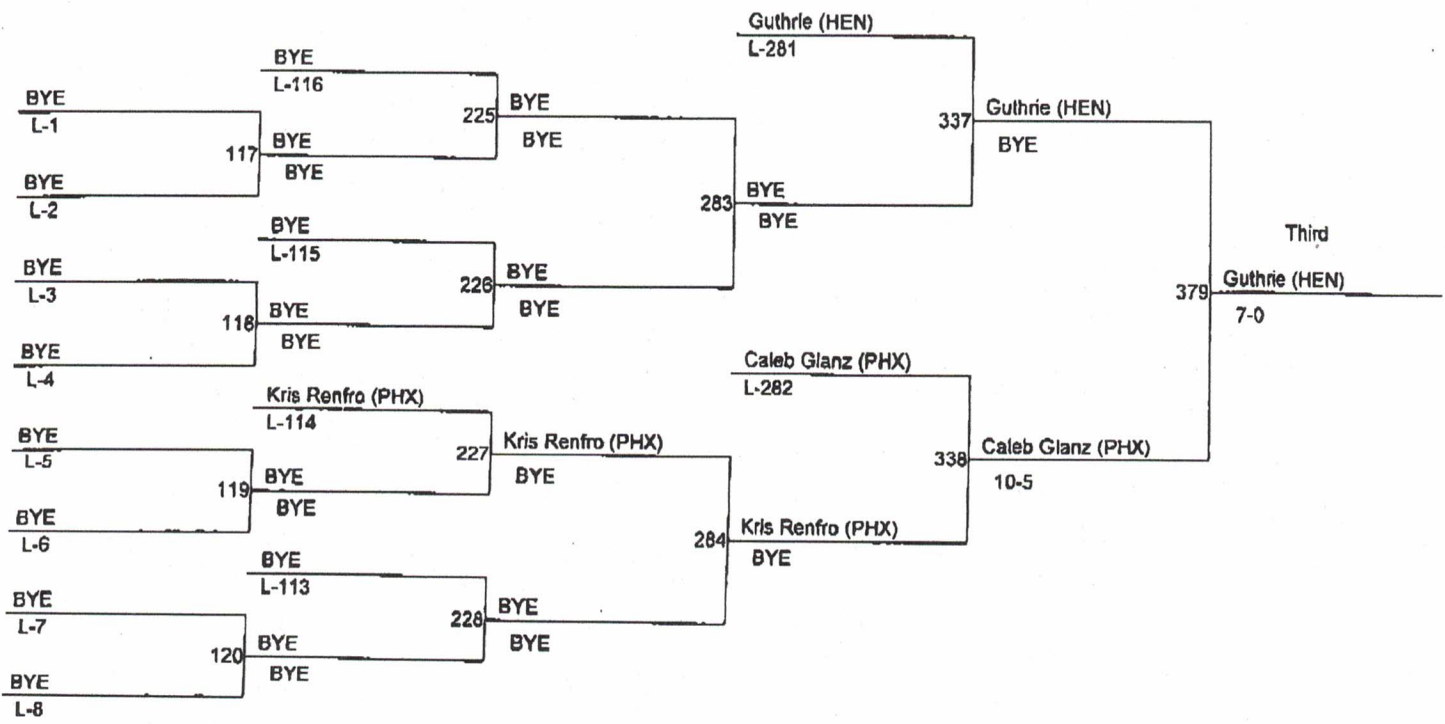 Guthrie (HEN)
L-281
BYE
L-116
BYE
L-1
225
BYE
BYE
337
Guthrie (HEN)
BYE
117
BYE
BYE
BYE
L-2
283
BYE
BYE
BYE
L-115
Third
BYE
L-3
226
BYE
BYE
379
Guthrie (HEN)
7-0
118
BYE
BYE
BYE
L-4
Caleb Glanz (PHX)
L-282
Kris Renfro (PHX)
L-114
BYE
L-5
227
Kris Renfro (PHX)
BYE
338
Caleb Glanz (PHX)
10-5
119
BYE
BYE
BYE
L-6
284
Kris Renfro (PHX)
BYE
BYE
L-113
BYE
L-7
228
BYE
BYE
120
BYE
BYE
BYE
L-8